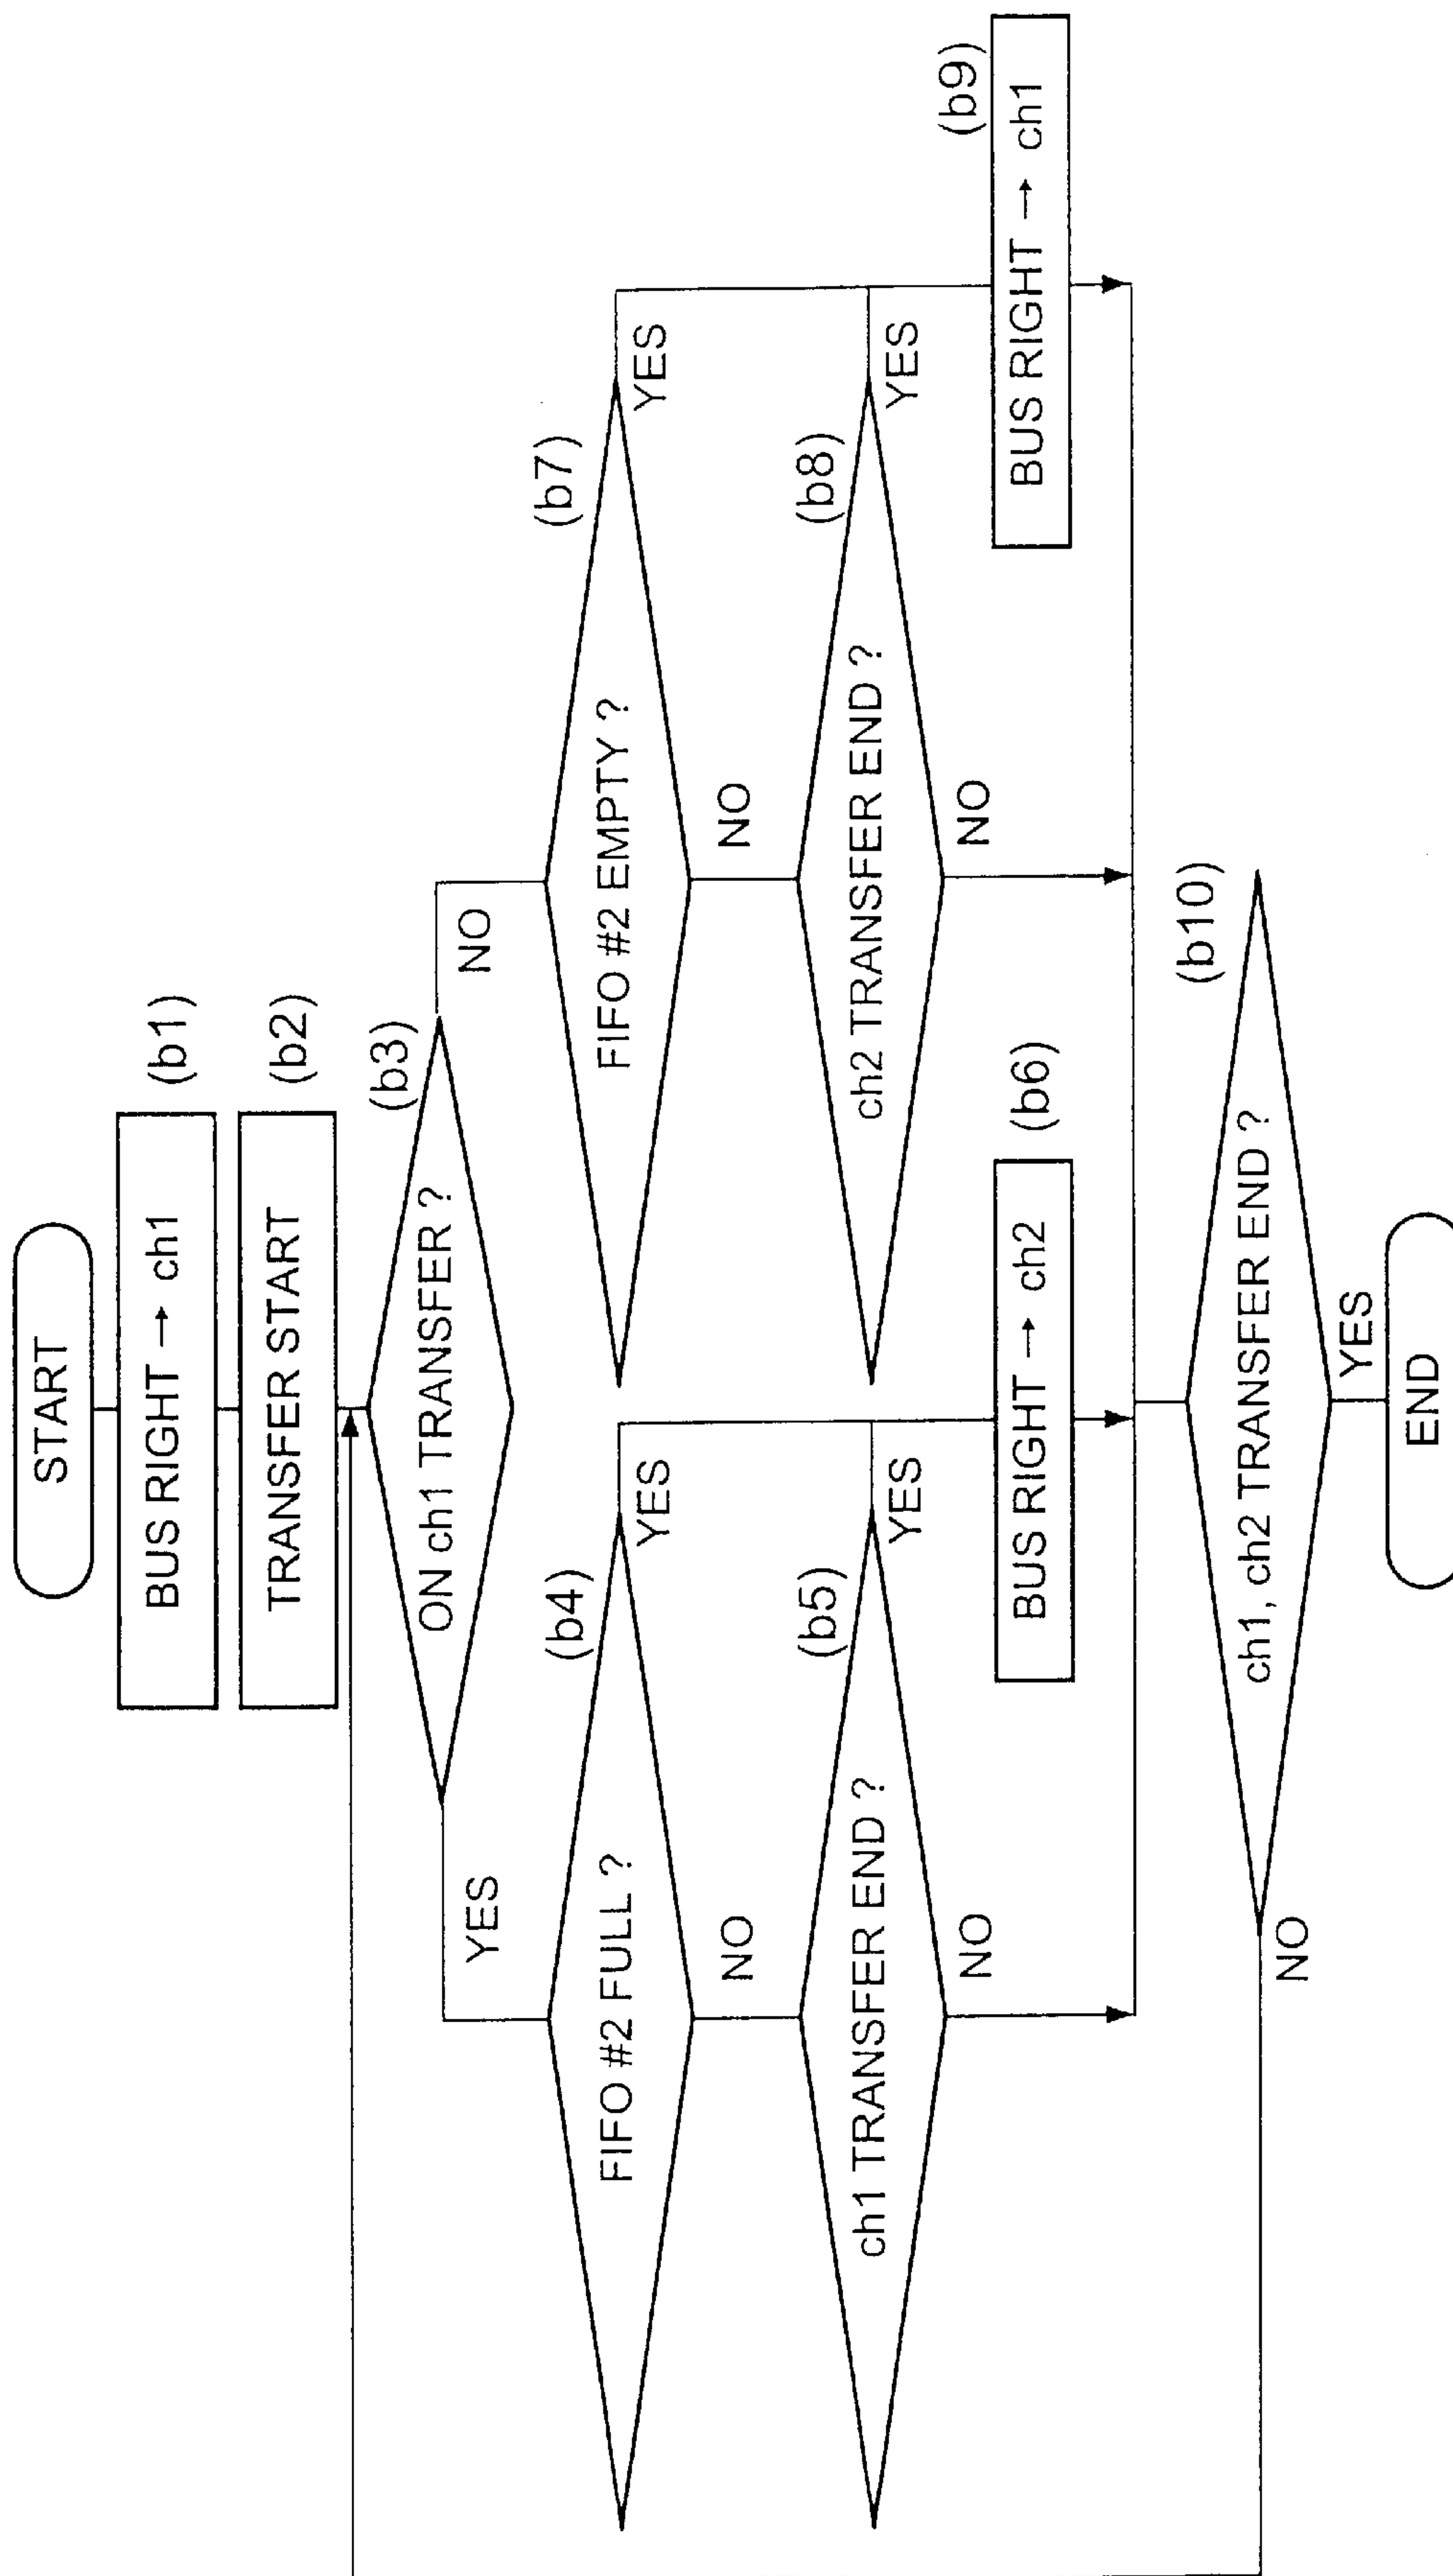 START
BUS RIGHT → ch1
(b1)
TRANSFER START
(b2)
ON ch1 TRANSFER ?
(b3)
YES
NO
FIFO #2 FULL ?
(b4)
YES
NO
FIFO #2 EMPTY ?
(b7)
YES
NO
ch1 TRANSFER END ?
(b5)
YES
NO
ch2 TRANSFER END ?
(b8)
YES
NO
BUS RIGHT → ch2
(b6)
BUS RIGHT → ch1
(b9)
ch1, ch2 TRANSFER END ?
(b10)
NO
YES
END